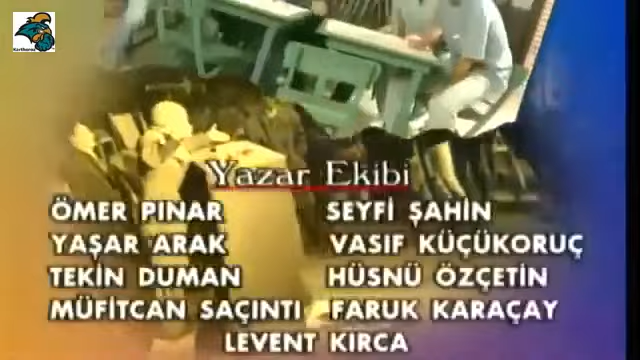 Yazar Ekibi
ÖMER PINAR SEYFİ ŞAHİN
YAŞAR ARAK VASIF KÜÇÜKORUÇ
TEKİN DUMAN HÜSNÜ ÖZÇETİN
MÜFİTCAN SAÇINTI FARUK KARAÇAY
LEVENT KIRCA